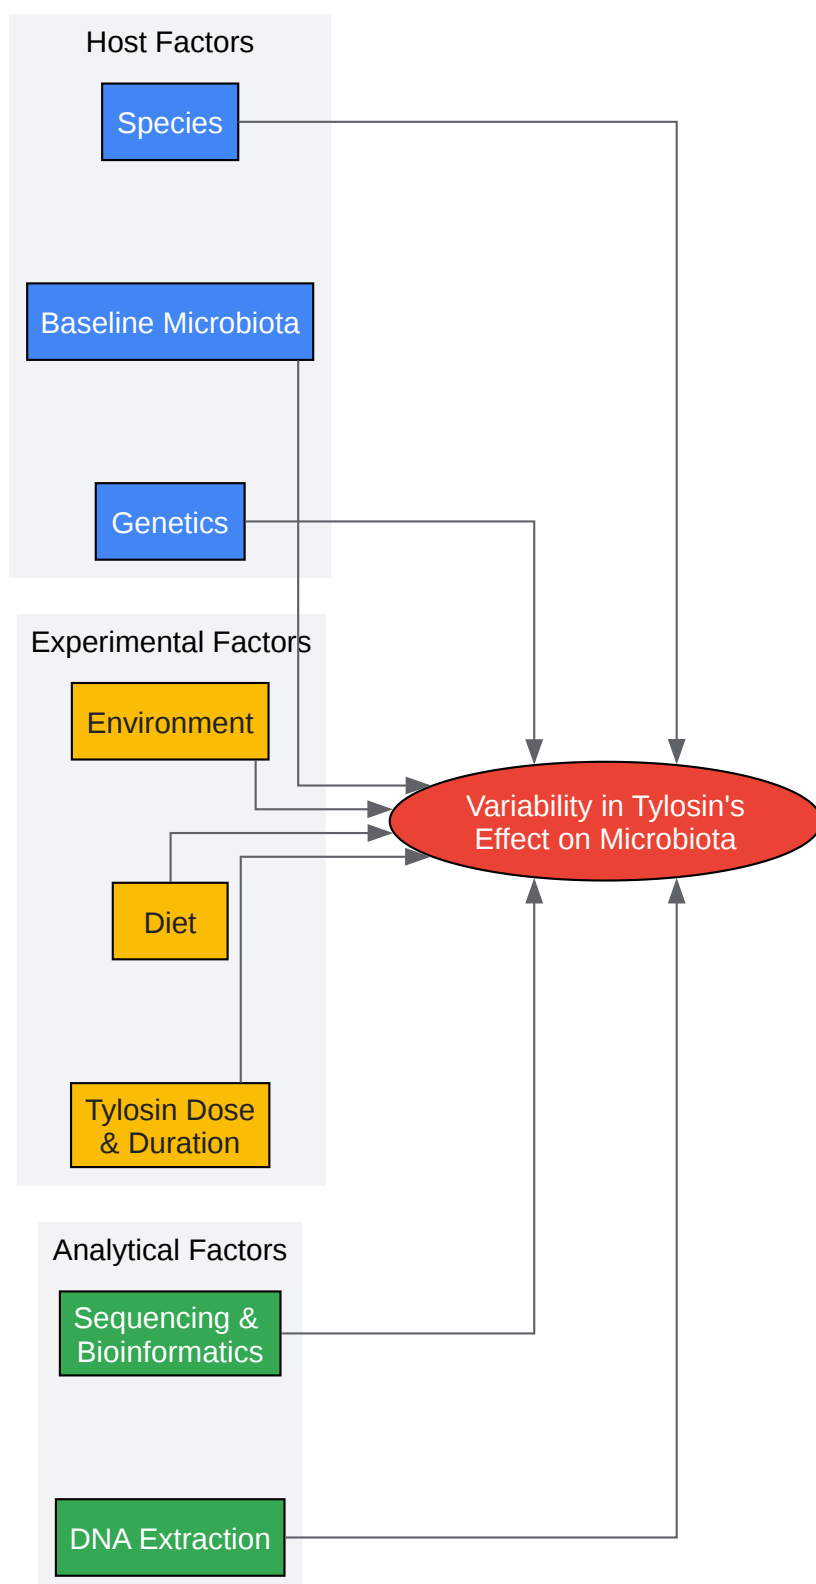 Host Factors
Species
Baseline Microbiota
Genetics
Experimental Factors
Environment
Variability in Tylosin's
Effect on Microbiota
Diet
Tylosin Dose
& Duration
Analytical Factors
Sequencing &
Bioinformatics
DNA Extraction